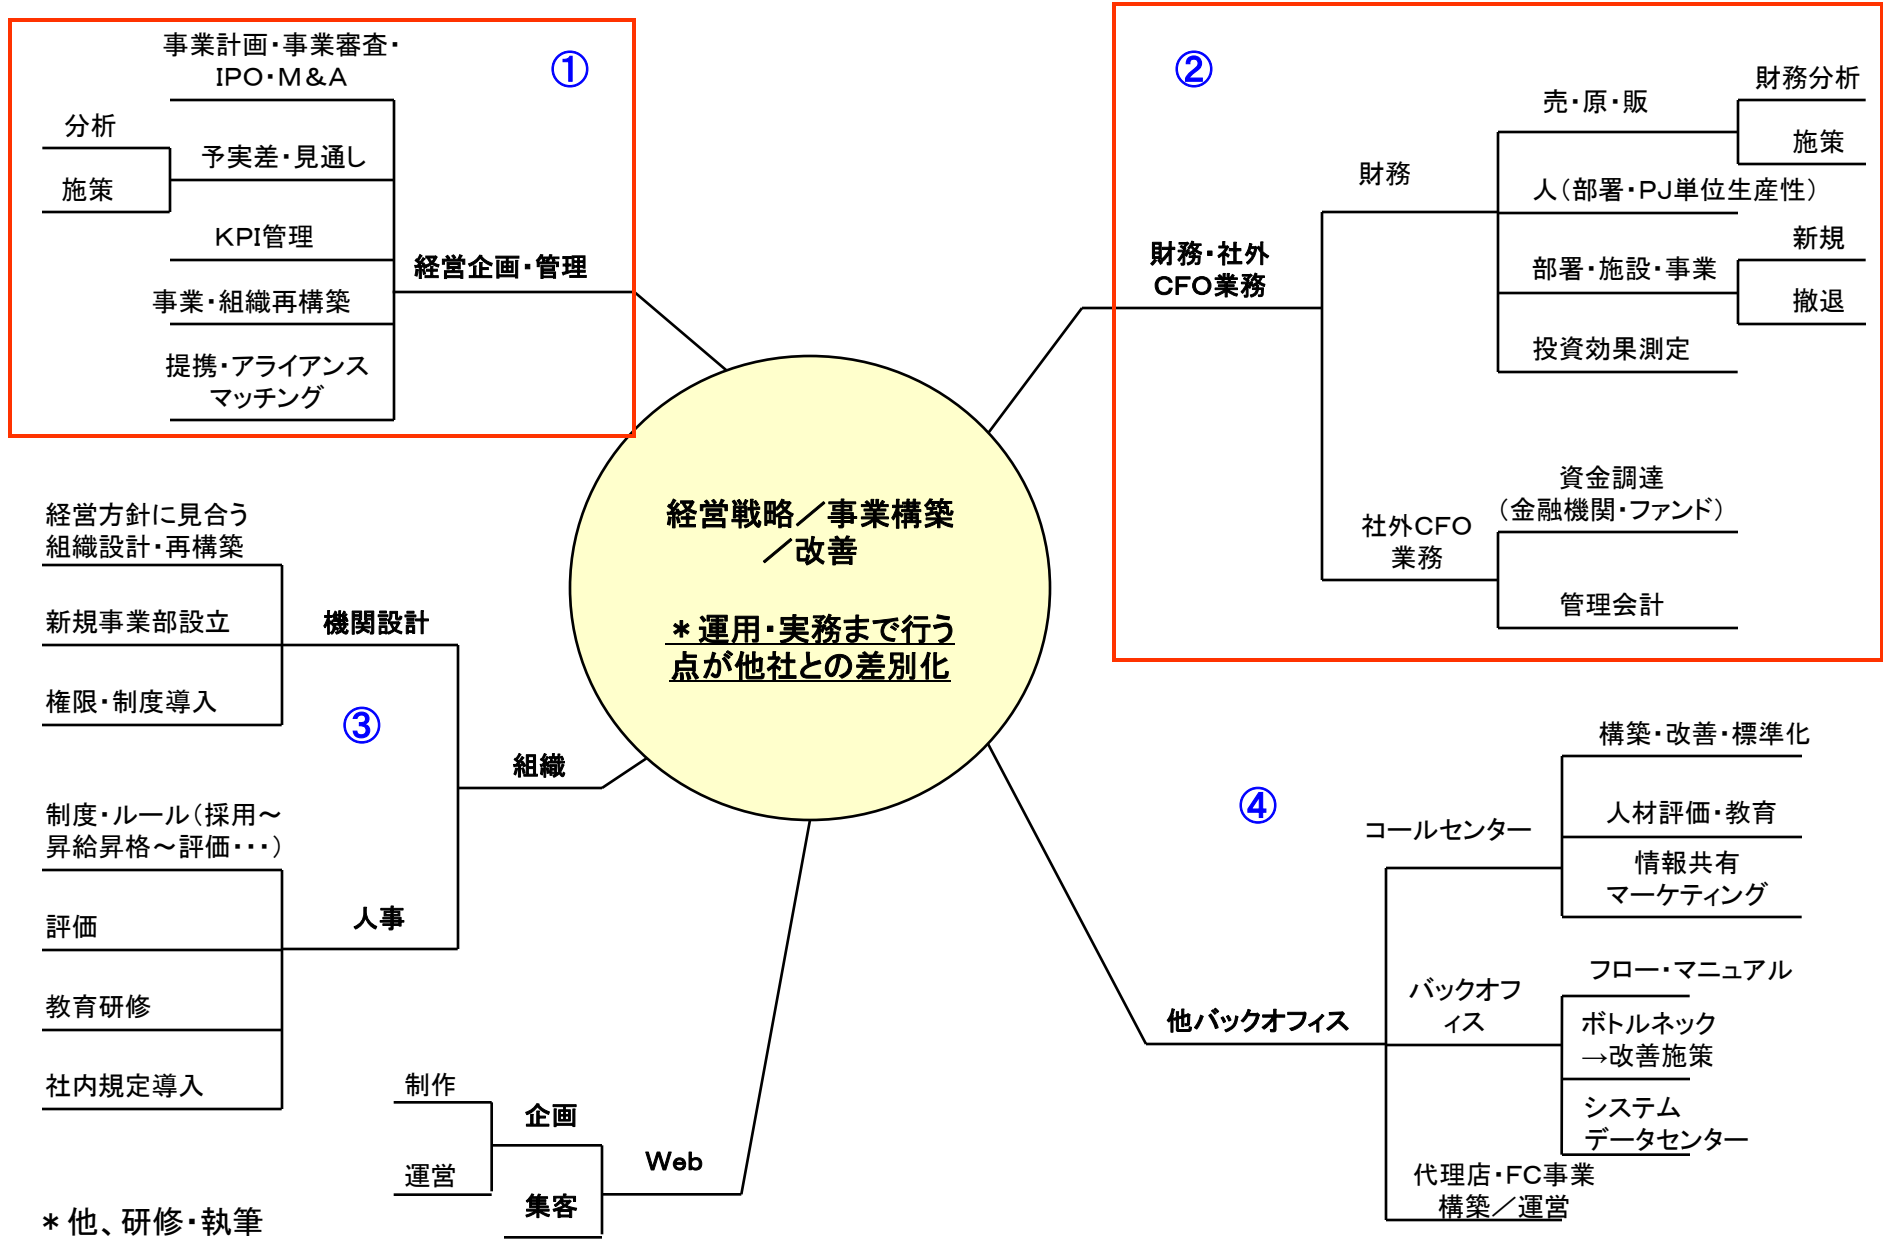 ①
事業計画・事業審査・
IPO・M&A
分析
施策
予実差・見通し
KPI管理
事業・組織再構築
提携・アライアンス
マッチング
経営企画・管理
②
財務・社外
CFO業務
財務
売・原・販
財務分析
施策
人（部署・PJ単位生産性）
部署・施設・事業
新規
撤退
投資効果測定
社外CFO
業務
資金調達
（金融機関・ファンド）
管理会計
経営戦略／事業構築
／改善
＊運用・実務まで行う
点が他社との差別化
③
経営方針に見合う
組織設計・再構築
新規事業部設立
権限・制度導入
機関設計
組織
制度・ルール（採用～
昇給昇格～評価・・・）
評価
教育研修
社内規定導入
人事
制作
運営
企画
集客
Web
＊他、研修・執筆
④
他バックオフィス
コールセンター
構築・改善・標準化
人材評価・教育
情報共有
マーケティング
バックオフ
ィス
フロー・マニュアル
ボトルネック
→改善施策
システム
データセンター
代理店・FC事業
構築／運営